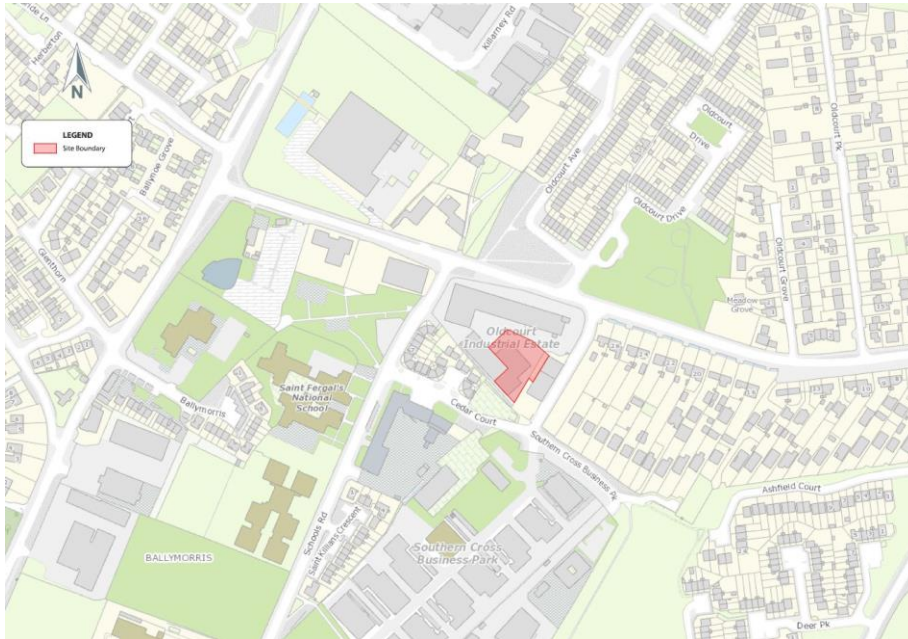 Herberton
Killarney Rd
N
LEGEND
Site Boundary
Ballynoe Grove
Oldcourt
Drive
Oldcourt Pk
Oldcourt Ave
Oldcourt Drive
Oldcourt Grove
Meadow
Grove
Glenthorn
Oldcourt
Industrial Estate
Saint Fergal's
National
School
Ballymorris
Cedar Court
Southern Cross Business Pk
Ashfield Court
Schools Rd
Saint Killians Crescent
BALLYMORRIS
Southern Cross
Business Park
Deer Pk